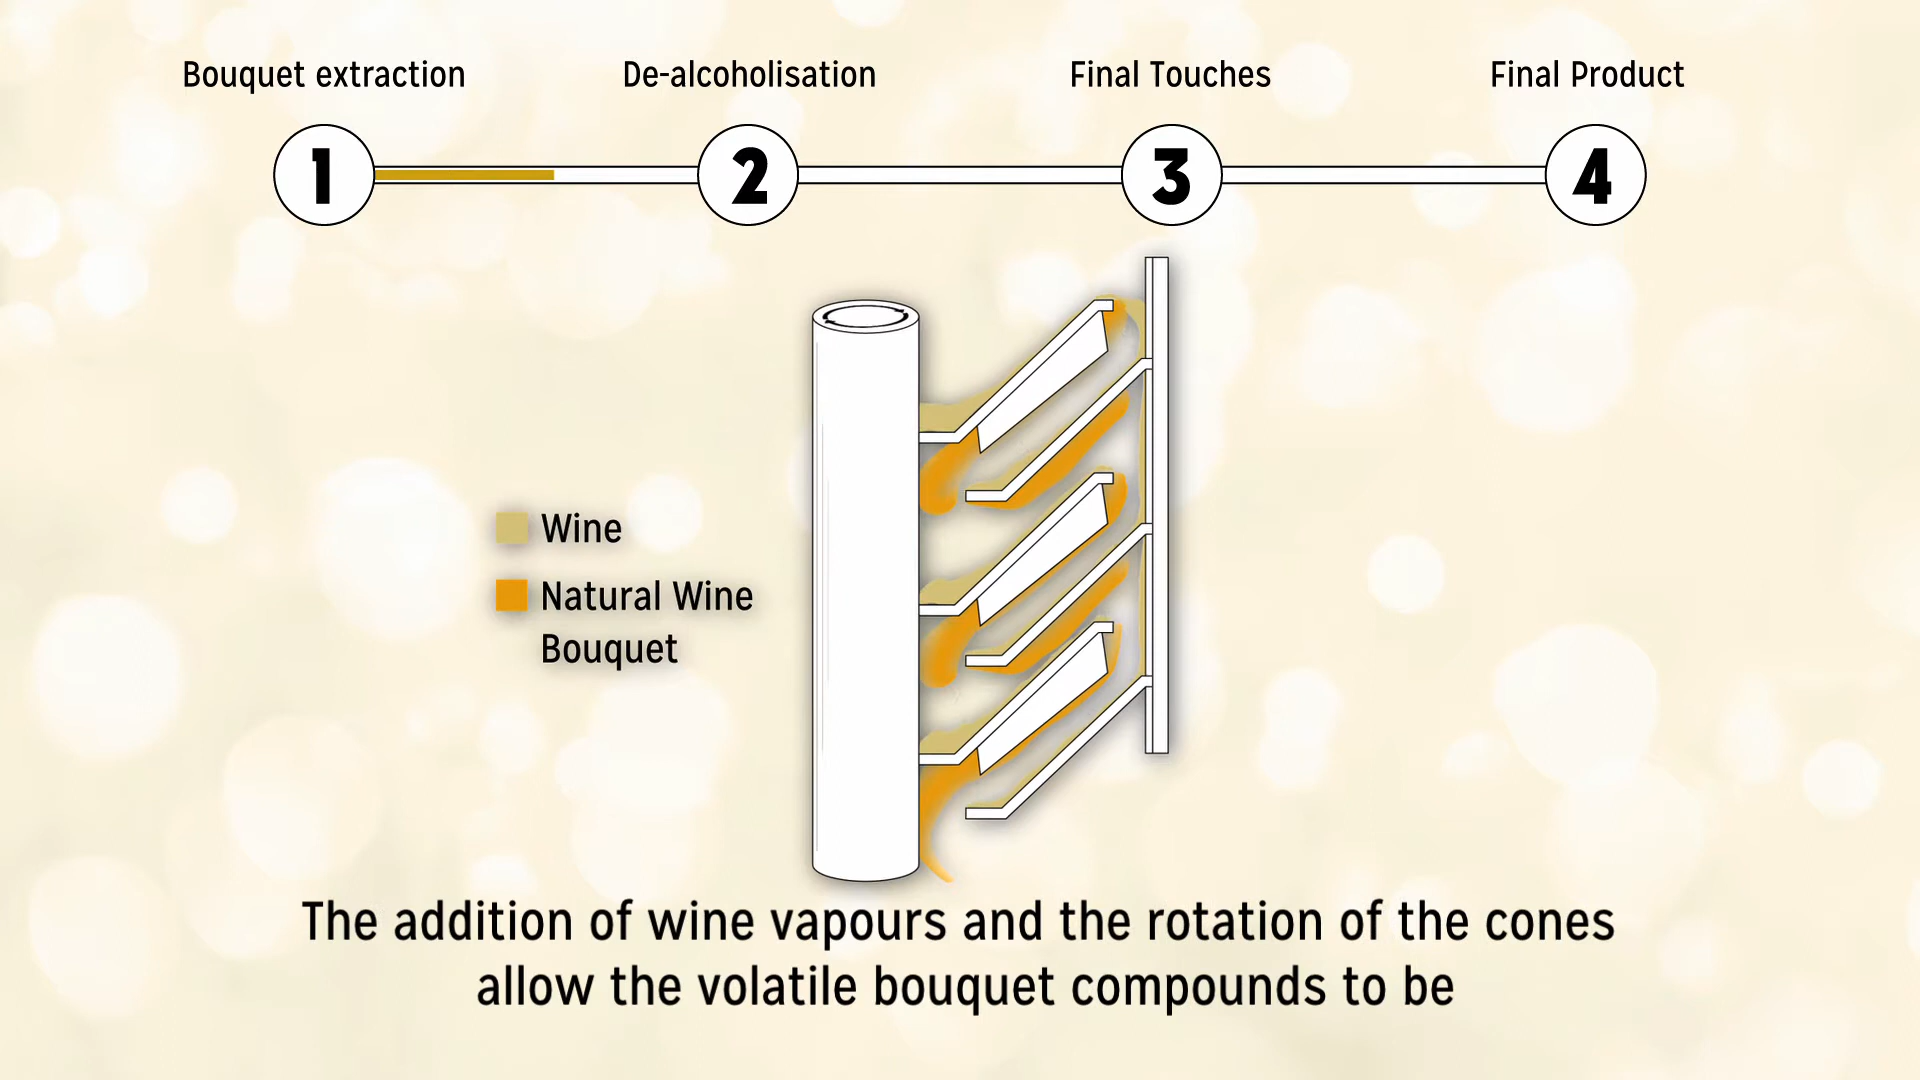 Bouquet extraction
De-alcoholisation
Final Touches
Final Product
1
2
3
4
Wine
Natural Wine
Bouquet
The addition of wine vapours and the rotation of the cones
allow the volatile bouquet compounds to be